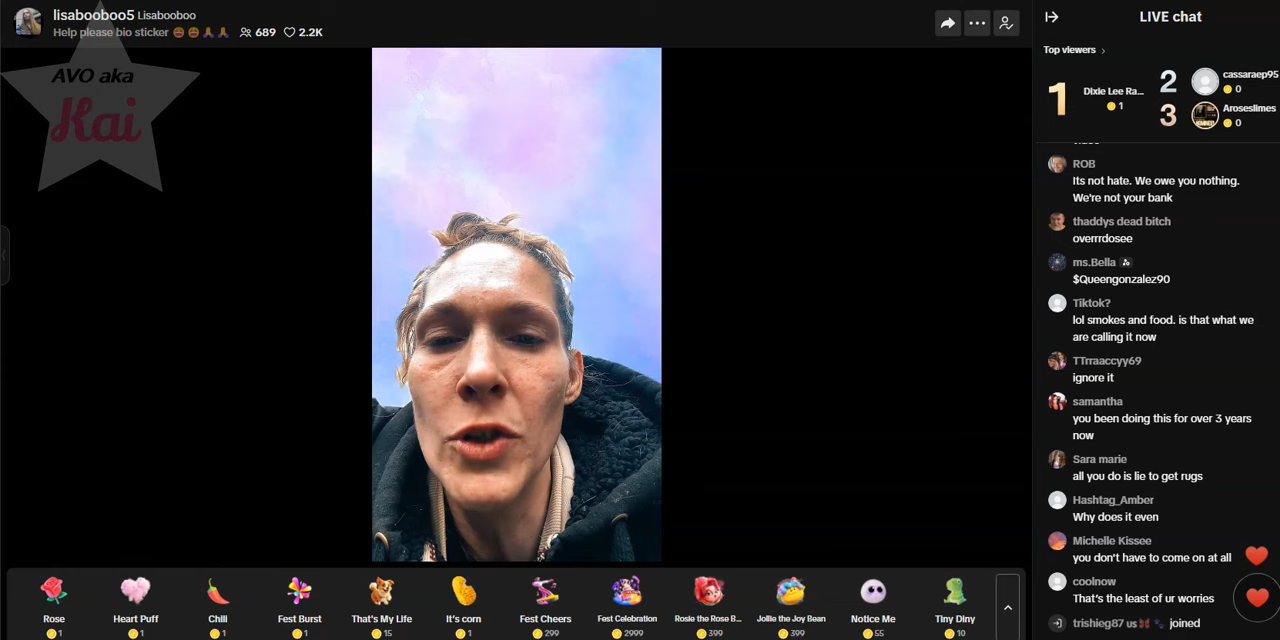 lisabooboo5 Lisabooboo
Help please bio sticker 🤩🤩🙏🙏 689 2.2K
AVO aka
Kai
LIVE chat
Top viewers
1 Dixie Lee Ra... 1
2 cassaraep95 0
3 Aroseslimes 0
ROB
Its not hate. We owe you nothing.
We're not your bank
thaddys dead bitch
overrrdosee
ms.Bella
$Queengonzalez90
Tiktok?
lol smokes and food. is that what we
are calling it now
TTrraaccyy69
ignore it
samantha
you been doing this for over 3 years
now
Sara marie
all you do is lie to get rugs
Hashtag_Amber
Why does it even
Michelle Kissee
you don't have to come on at all
coolnow
That's the least of ur worries
trishieg87 us joined
Rose Heart Puff Chili Fest Burst That's My Life It's corn Fest Cheers Fest Celebration Rosie the Rose B... Jollie the Joy Bean Notice Me Tiny Diny
1 1 1 1 15 1 299 2999 399 399 55 10